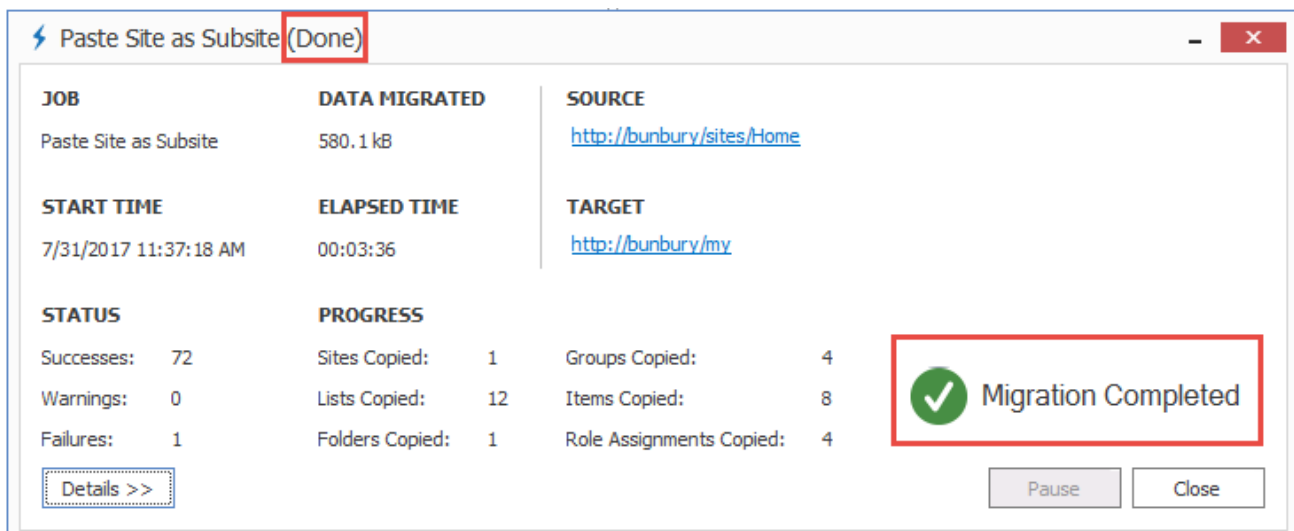 Paste Site as Subsite (Done)
JOB DATA MIGRATED SOURCE
Paste Site as Subsite 580.1 kB http://bunbury/sites/Home
START TIME ELAPSED TIME TARGET
7/31/2017 11:37:18 AM 00:03:36 http://bunbury/my
STATUS PROGRESS
Successes: 72 Sites Copied: 1 Groups Copied: 4
Warnings: 0 Lists Copied: 12 Items Copied: 8 Migration Completed
Failures: 1 Folders Copied: 1 Role Assignments Copied: 4
Details >> Pause Close